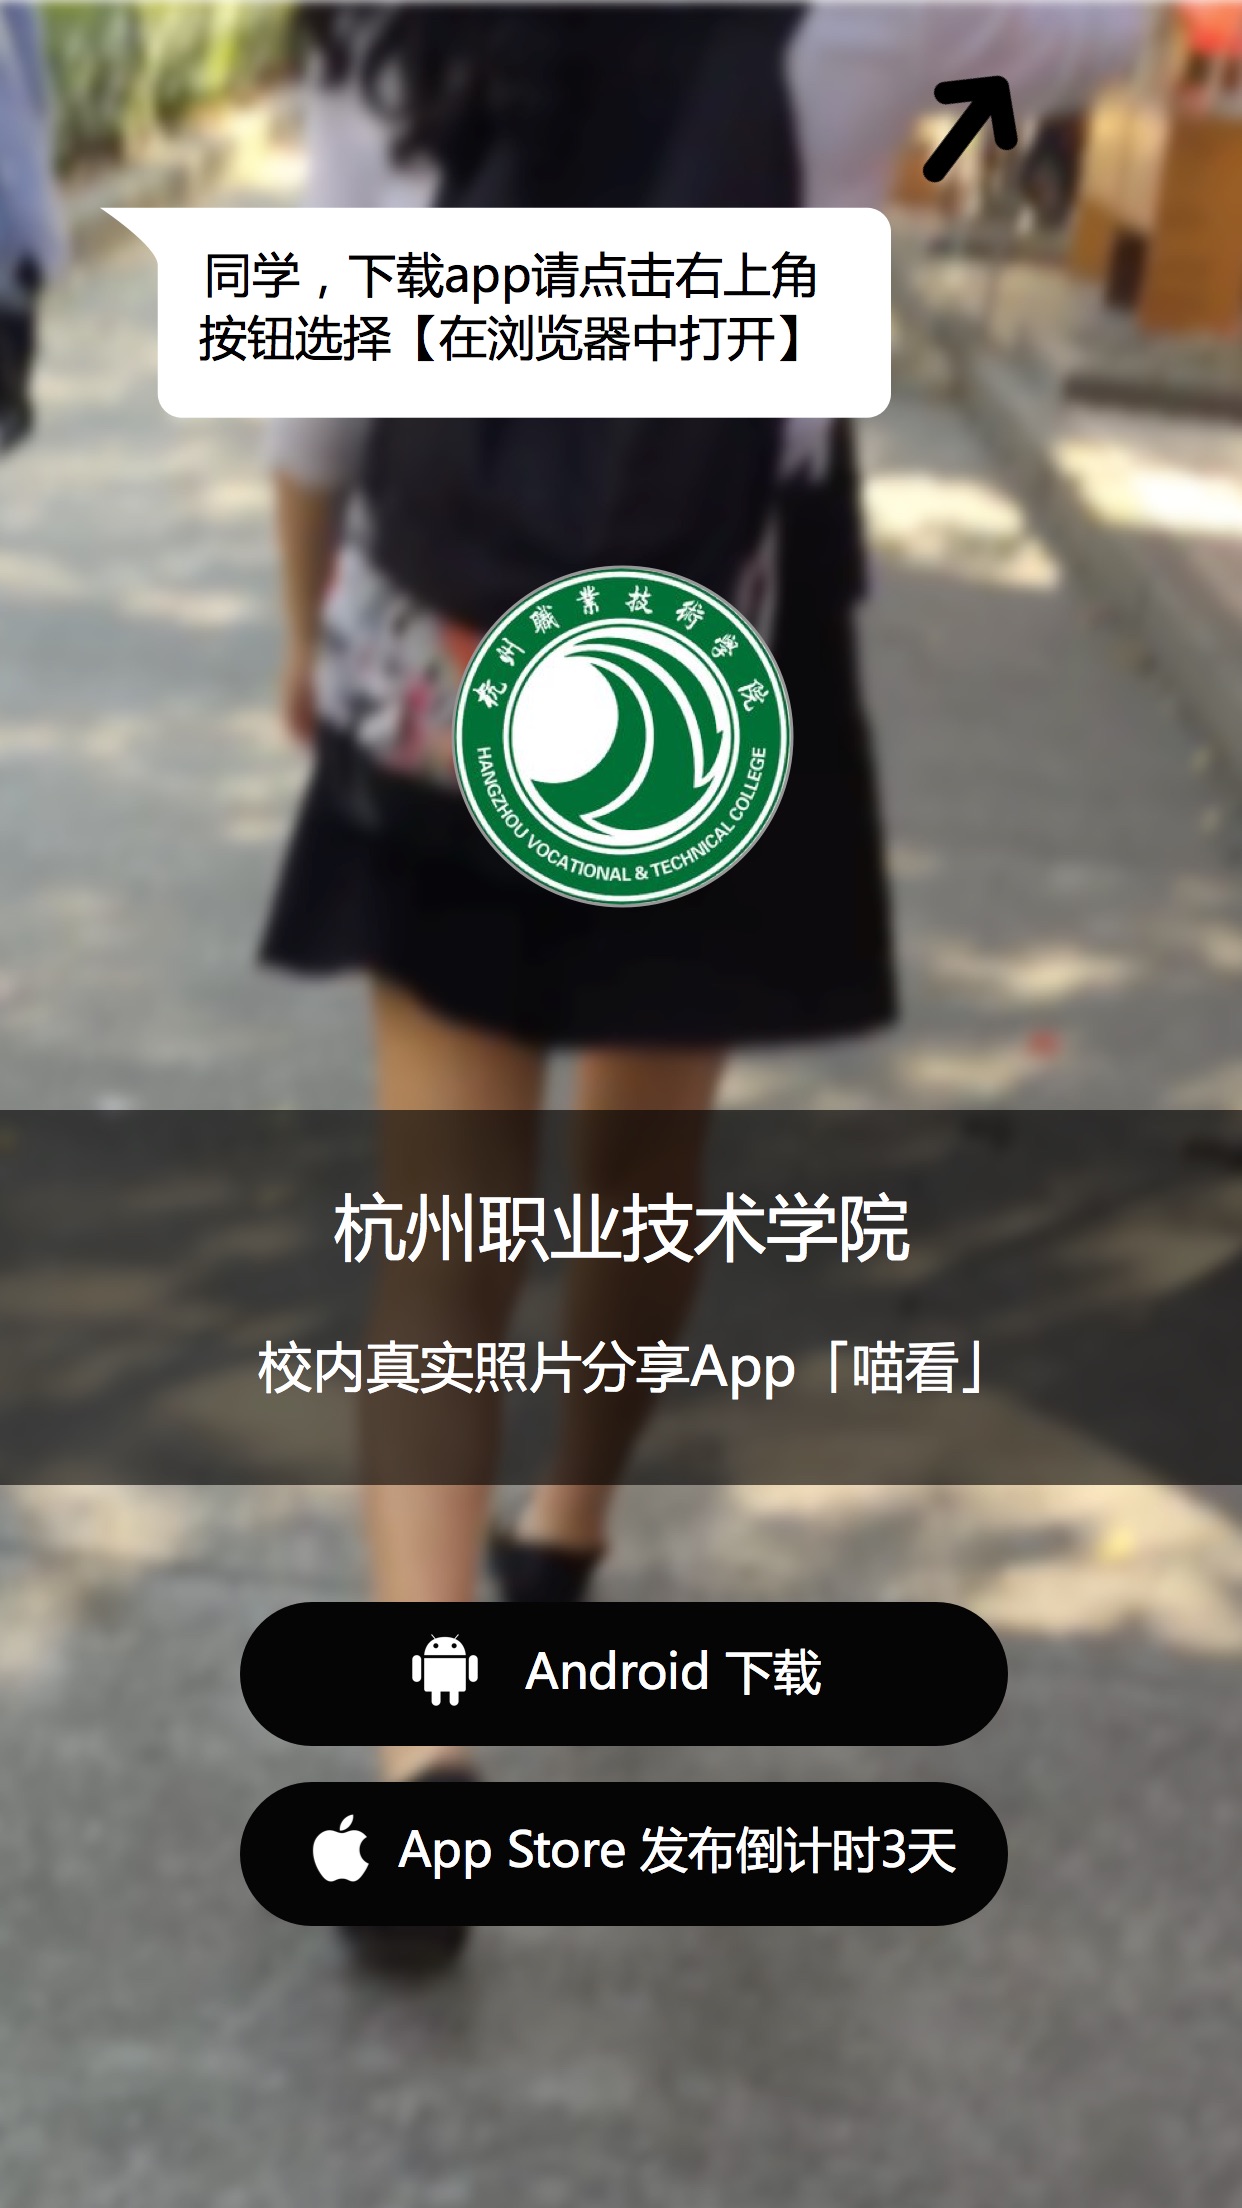 同学，下载app请点击右上角
按钮选择【在浏览器中打开】
杭州職業技術學院
HANGZHOU VOCATIONAL & TECHNICAL COLLEGE
杭州职业技术学院
校内真实照片分享App「喵看」
Android 下载
App Store 发布倒计时3天